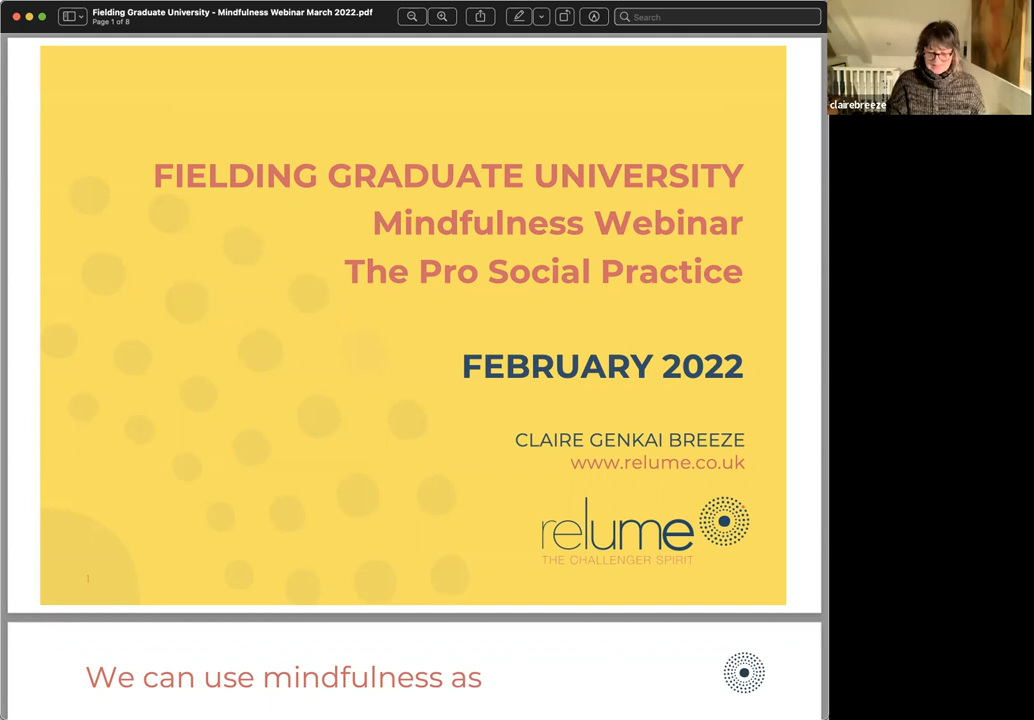 Fielding Graduate University - Mindfulness Webinar March 2022.pdf
Page 1 of 8
Search
clairebreeze
FIELDING GRADUATE UNIVERSITY
Mindfulness Webinar
The Pro Social Practice
FEBRUARY 2022
CLAIRE GENKAI BREEZE
www.relume.co.uk
relume
THE CHALLENGER SPIRIT
1
We can use mindfulness as